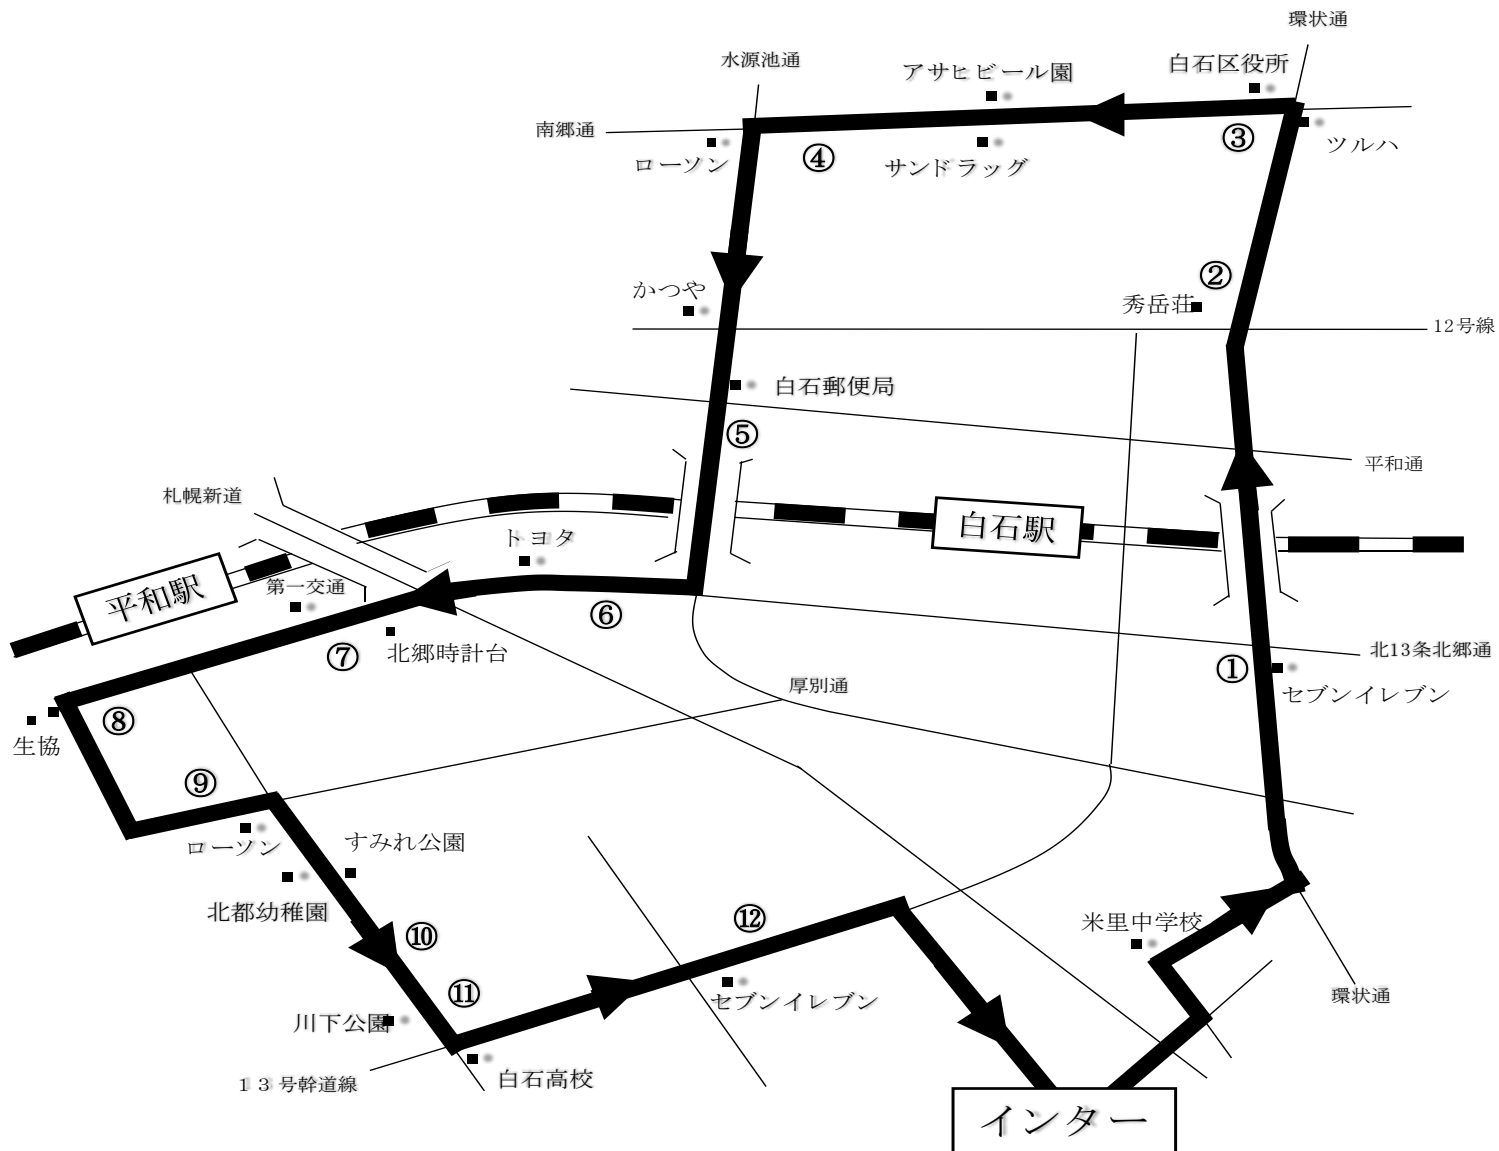 環状通
水源池通
アサヒビール園
白石区役所
南郷通
ローソン
④
サンドラッグ
③
ツルハ
②
かつや
秀岳荘
12号線
白石郵便局
⑤
平和通
札幌新道
トヨタ
白石駅
平和駅
第一交通
⑥
⑦
北郷時計台
①
北13条北郷通
厚別通
セブンイレブン
⑧
生協
⑨
ローソン
すみれ公園
北都幼稚園
⑩
⑫
米里中学校
⑪
セブンイレブン
環状通
川下公園
13号幹道線
白石高校
インター